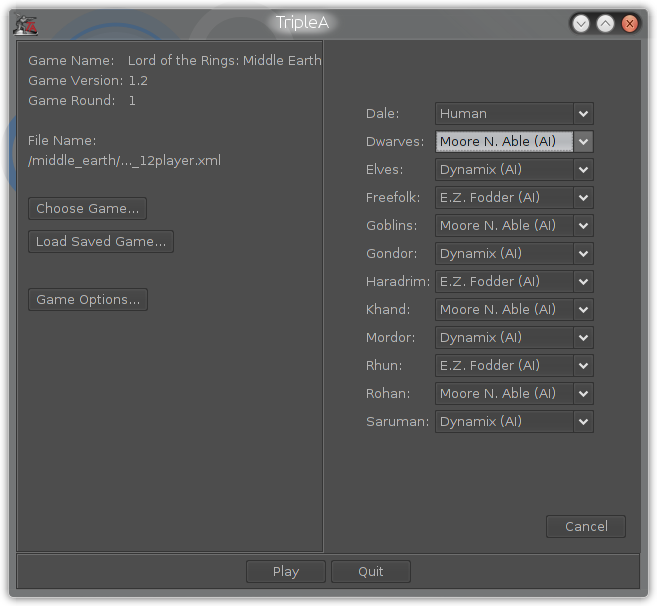 TripleA
Game Name: Lord of the Rings: Middle Earth
Game Version: 1.2
Game Round: 1
File Name:
/middle_earth/..._12player.xml
Choose Game...
Load Saved Game...
Game Options...
Dale: Human
Dwarves: Moore N. Able (AI)
Elves: Dynamix (AI)
Freefolk: E.Z. Fodder (AI)
Goblins: Moore N. Able (AI)
Gondor: Dynamix (AI)
Haradrim: E.Z. Fodder (AI)
Khand: Moore N. Able (AI)
Mordor: Dynamix (AI)
Rhun: E.Z. Fodder (AI)
Rohan: Moore N. Able (AI)
Saruman: Dynamix (AI)
Cancel
Play Quit